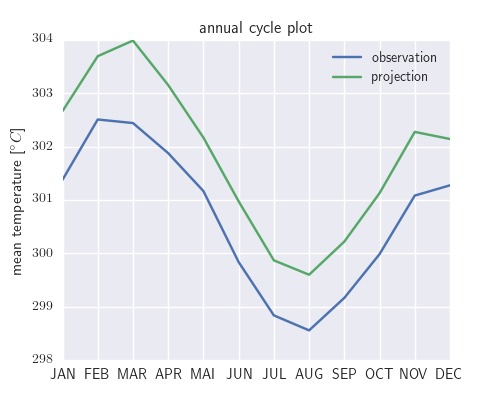 annual cycle plot
304
303
302
301
300
299
298
mean temperature [°C]
observation
projection
JAN FEB MAR APR MAI JUN JUL AUG SEP OCT NOV DEC